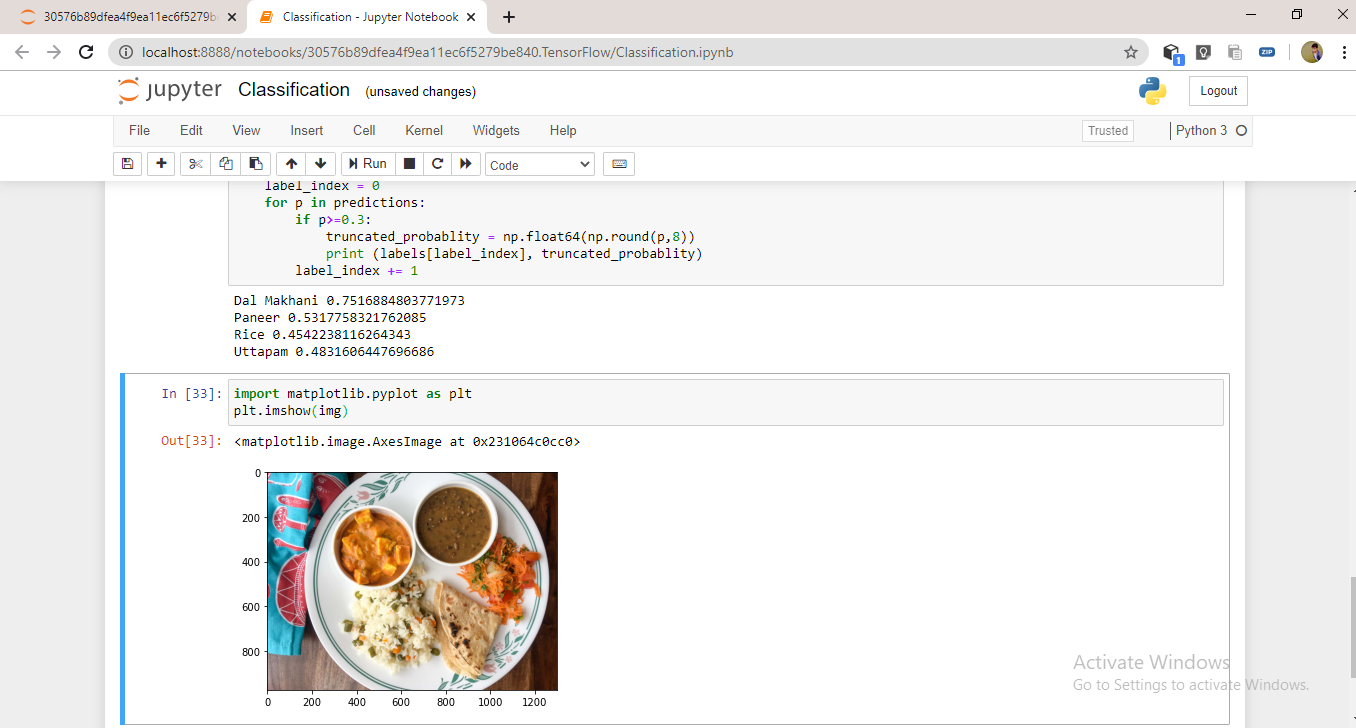 30576b89dfea4f9ea11ec6f5279b
Classification - Jupyter Notebook
localhost:8888/notebooks/30576b89dfea4f9ea11ec6f5279be840.TensorFlow/Classification.ipynb
1
ZIP
jupyter Classification (unsaved changes)
Logout
File Edit View Insert Cell Kernel Widgets Help
Trusted
Python 3
Run
Code
label_index = 0
for p in predictions:
if p>=0.3:
truncated_probablity = np.float64(np.round(p,8))
print (labels[label_index], truncated_probablity)
label_index += 1
Dal Makhani 0.7516884803771973
Paneer 0.5317758321762085
Rice 0.4542238116264343
Uttapam 0.4831606447696686
In [33]: import matplotlib.pyplot as plt
plt.imshow(img)
Out[33]: <matplotlib.image.AxesImage at 0x231064c0cc0>
0
200
400
600
800
0 200 400 600 800 1000 1200
Activate Windows
Go to Settings to activate Windows.